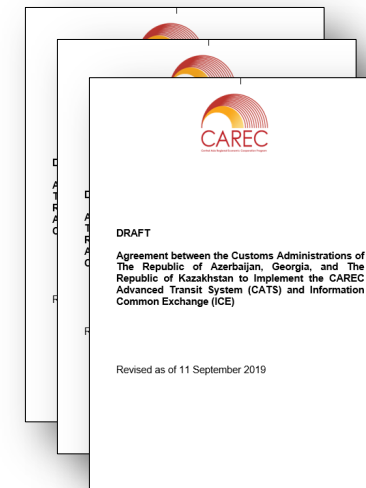 CAREC
DRAFT
Agreement between the Customs Administrations of
The Republic of Azerbaijan, Georgia, and The
Republic of Kazakhstan to Implement the CAREC
Advanced Transit System (CATS) and Information
Common Exchange (ICE)
Revised as of 11 September 2019